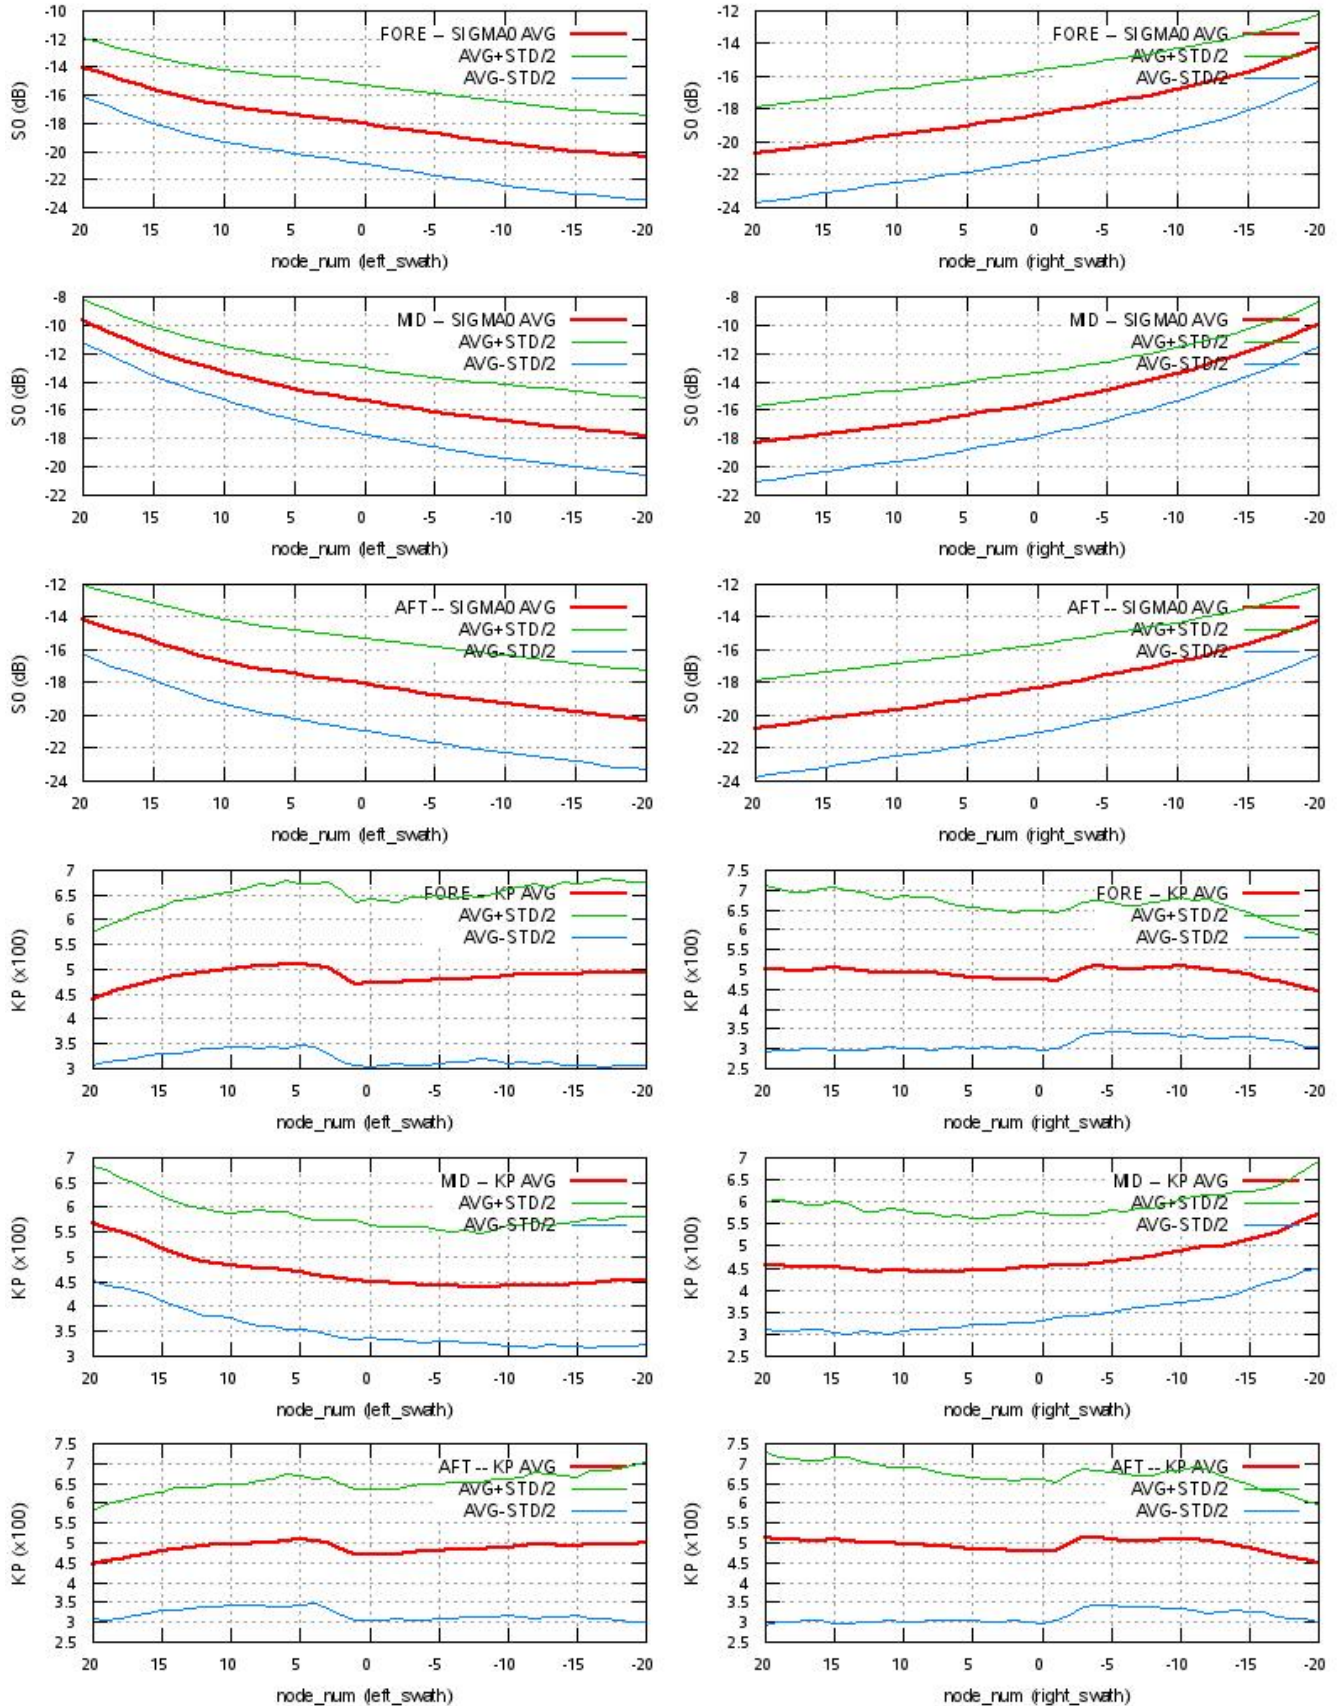 -10
-12
-14
-16
-18
-20
-22
-24
S0 (dB)
FORE -- SIGMA0 AVG
AVG+STD/2
AVG-STD/2
20 15 10 5 0 -5 -10 -15 -20
node_num (left_swath)
-12
-14
-16
-18
-20
-22
-24
S0 (dB)
FORE -- SIGMA0 AVG
AVG+STD/2
AVG-STD/2
20 15 10 5 0 -5 -10 -15 -20
node_num (right_swath)
-8
-10
-12
-14
-16
-18
-20
-22
S0 (dB)
MID -- SIGMA0 AVG
AVG+STD/2
AVG-STD/2
20 15 10 5 0 -5 -10 -15 -20
node_num (left_swath)
-8
-10
-12
-14
-16
-18
-20
-22
S0 (dB)
MID -- SIGMA0 AVG
AVG+STD/2
AVG-STD/2
20 15 10 5 0 -5 -10 -15 -20
node_num (right_swath)
-12
-14
-16
-18
-20
-22
-24
S0 (dB)
AFT -- SIGMA0 AVG
AVG+STD/2
AVG-STD/2
20 15 10 5 0 -5 -10 -15 -20
node_num (left_swath)
-12
-14
-16
-18
-20
-22
-24
S0 (dB)
AFT -- SIGMA0 AVG
AVG+STD/2
AVG-STD/2
20 15 10 5 0 -5 -10 -15 -20
node_num (right_swath)
7
6.5
6
5.5
5
4.5
4
3.5
3
KP (x100)
FORE -- KP AVG
AVG+STD/2
AVG-STD/2
20 15 10 5 0 -5 -10 -15 -20
node_num (left_swath)
7.5
7
6.5
6
5.5
5
4.5
4
3.5
3
2.5
KP (x100)
FORE -- KP AVG
AVG+STD/2
AVG-STD/2
20 15 10 5 0 -5 -10 -15 -20
node_num (right_swath)
7
6.5
6
5.5
5
4.5
4
3.5
3
KP (x100)
MID -- KP AVG
AVG+STD/2
AVG-STD/2
20 15 10 5 0 -5 -10 -15 -20
node_num (left_swath)
7
6.5
6
5.5
5
4.5
4
3.5
3
2.5
KP (x100)
MID -- KP AVG
AVG+STD/2
AVG-STD/2
20 15 10 5 0 -5 -10 -15 -20
node_num (right_swath)
7.5
7
6.5
6
5.5
5
4.5
4
3.5
3
2.5
KP (x100)
AFT -- KP AVG
AVG+STD/2
AVG-STD/2
20 15 10 5 0 -5 -10 -15 -20
node_num (left_swath)
7.5
7
6.5
6
5.5
5
4.5
4
3.5
3
2.5
KP (x100)
AFT -- KP AVG
AVG+STD/2
AVG-STD/2
20 15 10 5 0 -5 -10 -15 -20
node_num (right_swath)